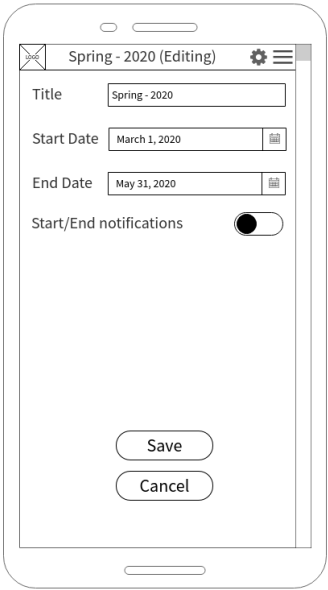 LOGO
Spring - 2020 (Editing)
Title
Spring - 2020
Start Date
March 1, 2020
End Date
May 31, 2020
Start/End notifications
Save
Cancel